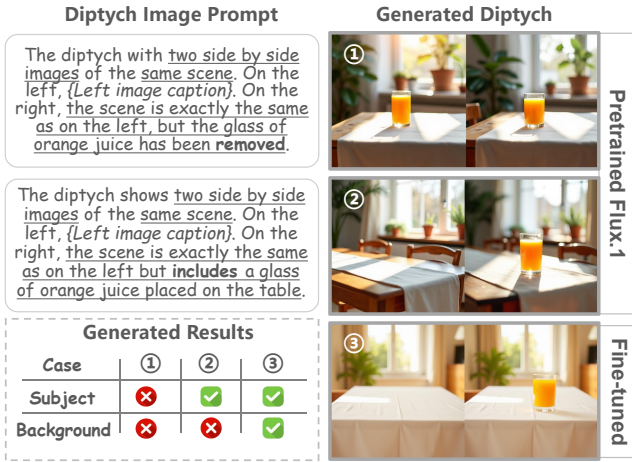 Diptych Image Prompt
The diptych with two side by side
images of the same scene. On the
left, {Left image caption}. On the
right, the scene is exactly the same
as on the left, but the glass of
orange juice has been removed.
The diptych shows two side by side
images of the same scene. On the
left, {Left image caption}. On the
right, the scene is exactly the same
as on the left but includes a glass
of orange juice placed on the table.
Generated Results
Case ① ② ③
Subject
Background
Generated Diptych
①
②
③
Pretrained Flux.1
Fine-tuned